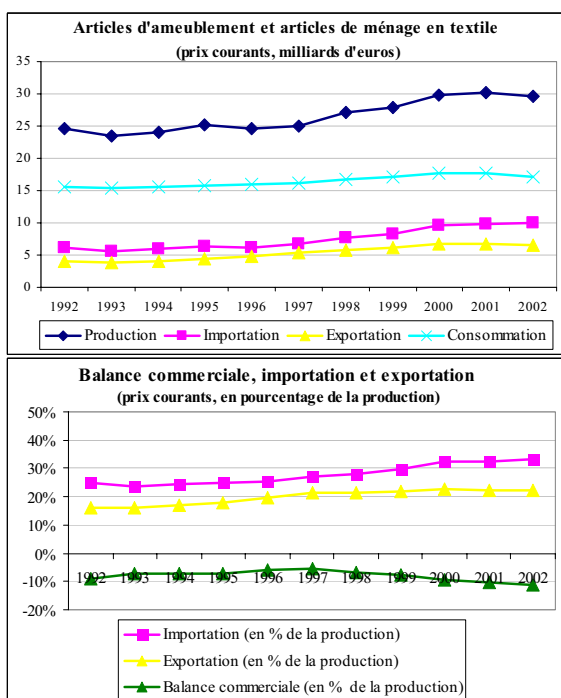 Articles d'ameublement et articles de ménage en textile
(prix courants, milliards d'euros)
35
30
25
20
15
10
5
0
1992 1993 1994 1995 1996 1997 1998 1999 2000 2001 2002
Production Importation Exportation Consommation
Balance commerciale, importation et exportation
(prix courants, en pourcentage de la production)
50%
40%
30%
20%
10%
0%
-10%
-20%
1992 1993 1994 1995 1996 1997 1998 1999 2000 2001 2002
Importation (en % de la production)
Exportation (en % de la production)
Balance commerciale (en % de la production)